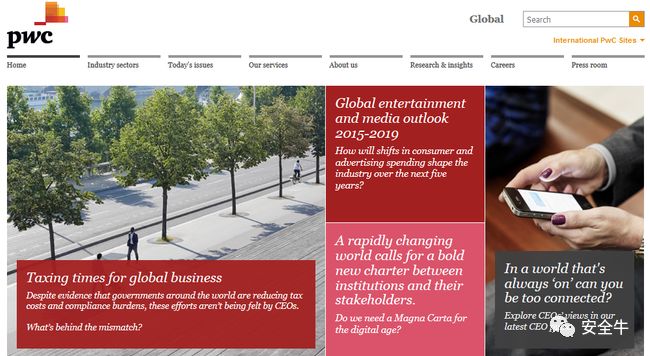 pwc
Global
Search
International PwC Sites
Home
Industry sectors
Today's issues
Our services
About us
Research & insights
Careers
Press room
Taxing times for global business
Despite evidence that governments around the world are reducing tax
costs and compliance burdens, these efforts aren't being felt by CEOs.
What's behind the mismatch?
Global entertainment
and media outlook
2015-2019
How will shifts in consumer and
advertising spending shape the
industry over the next five
years?
A rapidly changing
world calls for a bold
new charter between
institutions and their
stakeholders.
Do we need a Magna Carta for
the digital age?
In a world that's
always 'on' can you
be too connected?
Explore CEOs' views in our
latest CEO
安全牛